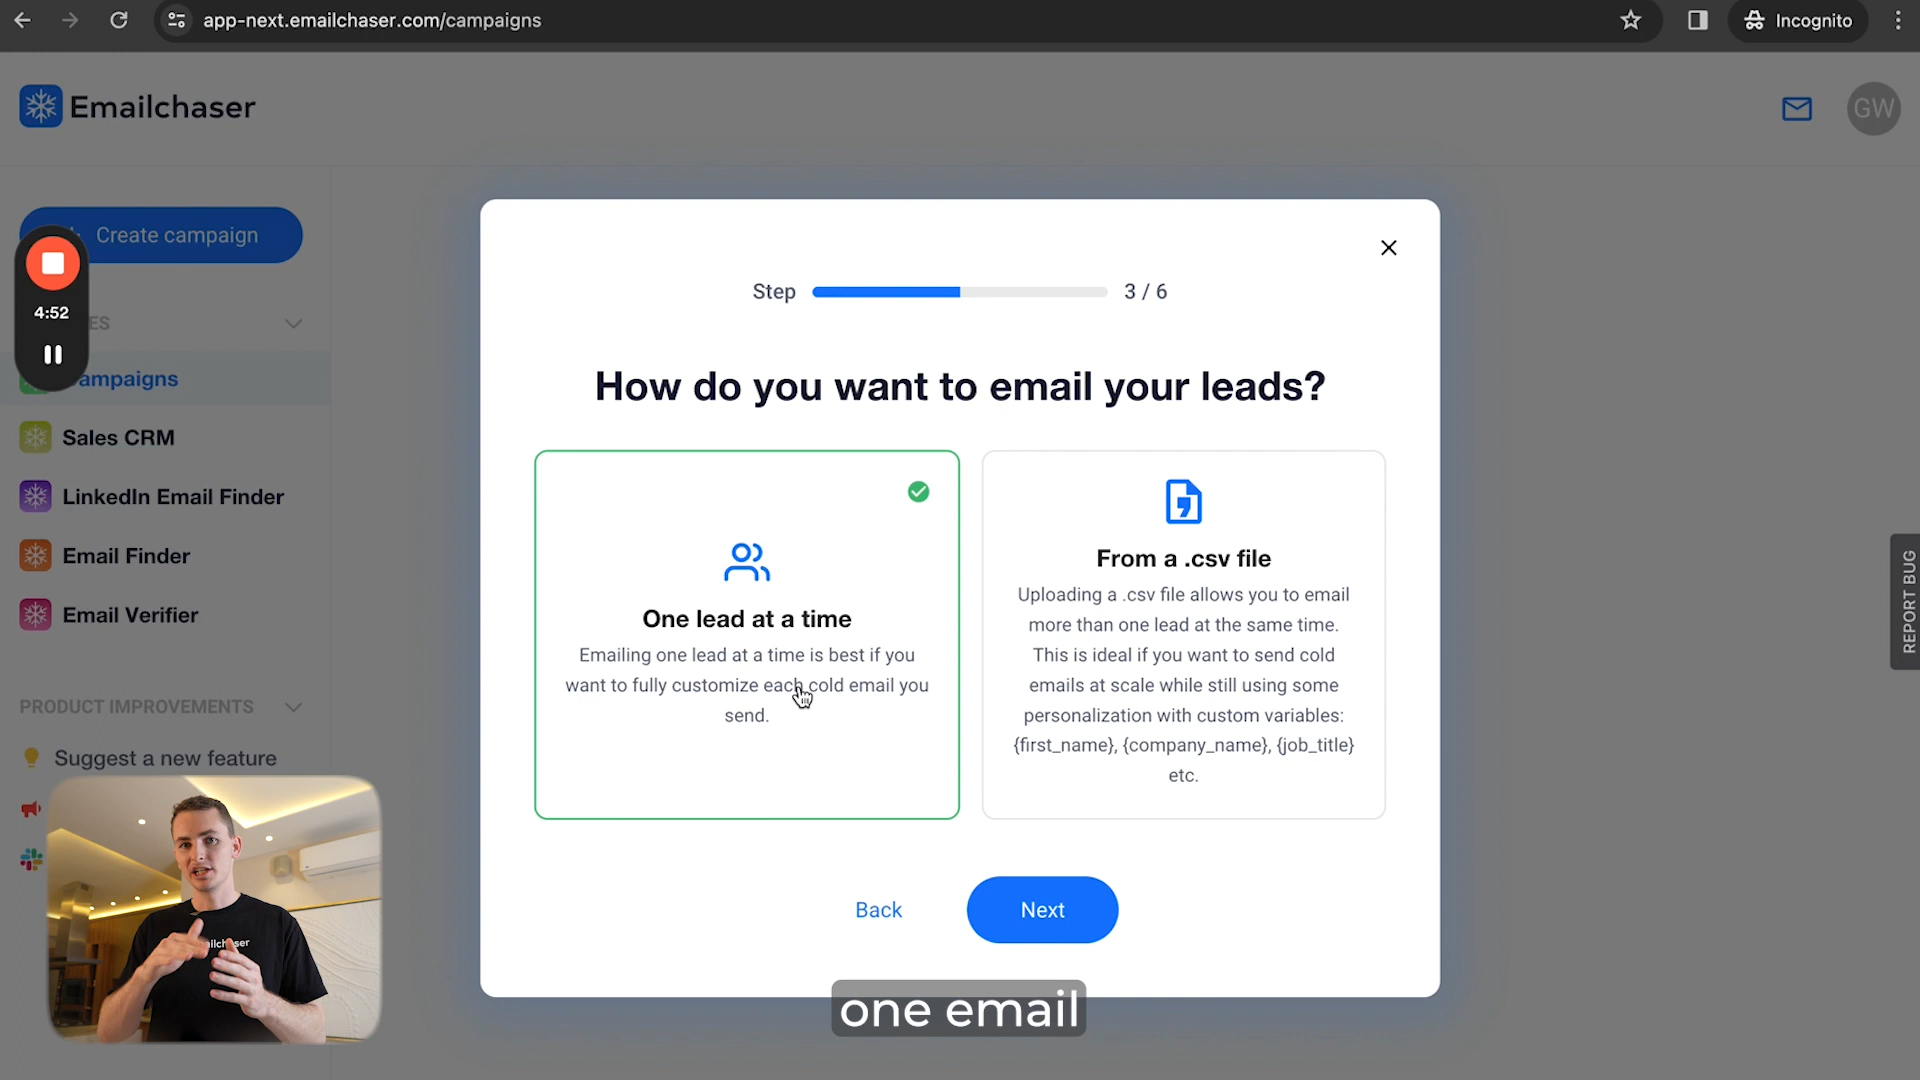 app-next.emailchaser.com/campaigns
Incognito
Emailchaser
GW
Create campaign
4:52
ES
ampaigns
Sales CRM
LinkedIn Email Finder
Email Finder
Email Verifier
PRODUCT IMPROVEMENTS
Suggest a new feature
Step
3 / 6
How do you want to email your leads?
One lead at a time
Emailing one lead at a time is best if you
want to fully customize each cold email you
send.
From a .csv file
Uploading a .csv file allows you to email
more than one lead at the same time.
This is ideal if you want to send cold
emails at scale while still using some
personalization with custom variables:
{first_name}, {company_name}, {job_title}
etc.
Back
Next
one email
REPORT BUG